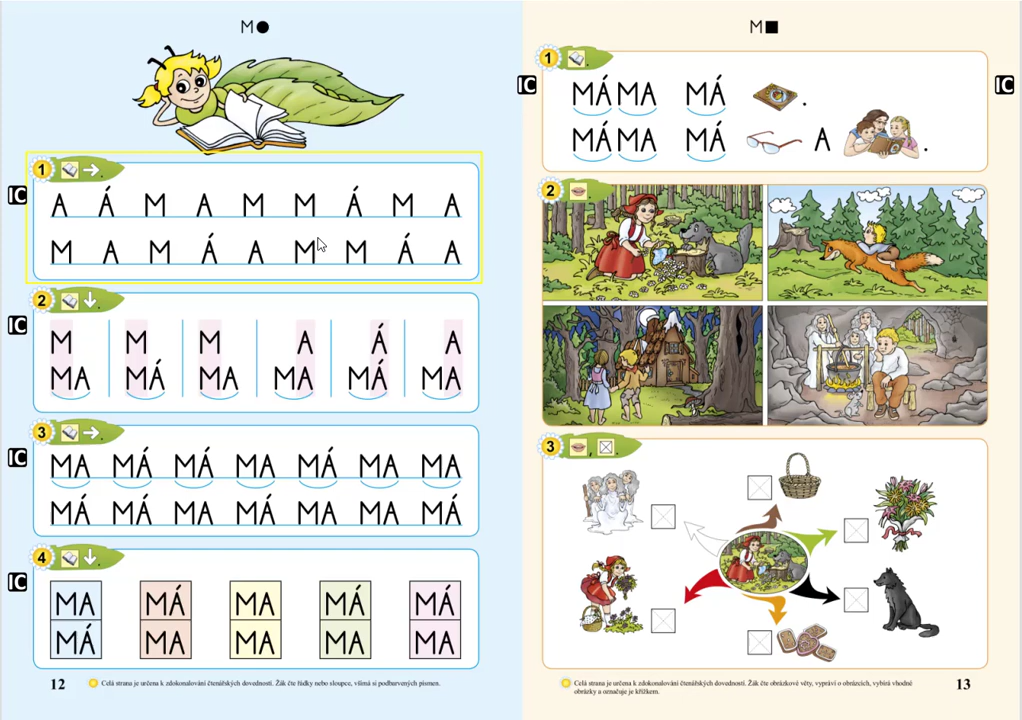 M
1
A Á M A M M Á M A
M A M Á A M M Á A
2
M M M A Á A
MA MÁ MA MA MÁ MA
3
MA MÁ MÁ MA MÁ MA MA
MÁ MÁ MA MÁ MA MA MÁ
4
MA MÁ MA MÁ MÁ
MÁ MA MA MA MA
12
Celá strana je určena k zdokonalování čtenářských dovedností. Žák čte řádky nebo sloupce, všímá si podbarvených písmen.
M
1
MÁMA MÁ .
MÁMA MÁ A .
2
3
,
Celá strana je určena k zdokonalování čtenářských dovedností. Žák čte obrázkové věty, vypráví o obrázcích, vybírá vhodné
obrázky a označuje je křížkem.
13
IC
IC
IC
IC
IC
IC